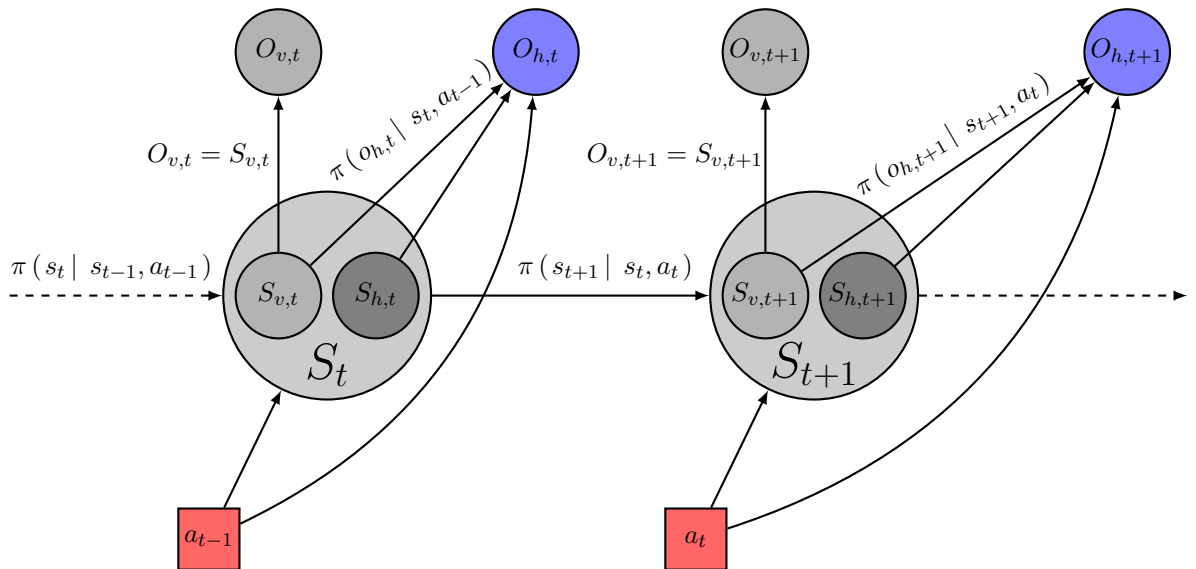 O_{v,t}
O_{h,t}
O_{v,t+1}
O_{h,t+1}
O_{v,t} = S_{v,t}
π(o_{h,t} | s_t, a_{t−1})
O_{v,t+1} = S_{v,t+1}
π(o_{h,t+1} | s_{t+1}, a_t)
π(s_t | s_{t−1}, a_{t−1})
S_{v,t}
S_{h,t}
π(s_{t+1} | s_t, a_t)
S_{v,t+1}
S_{h,t+1}
S_t
S_{t+1}
a_{t−1}
a_t